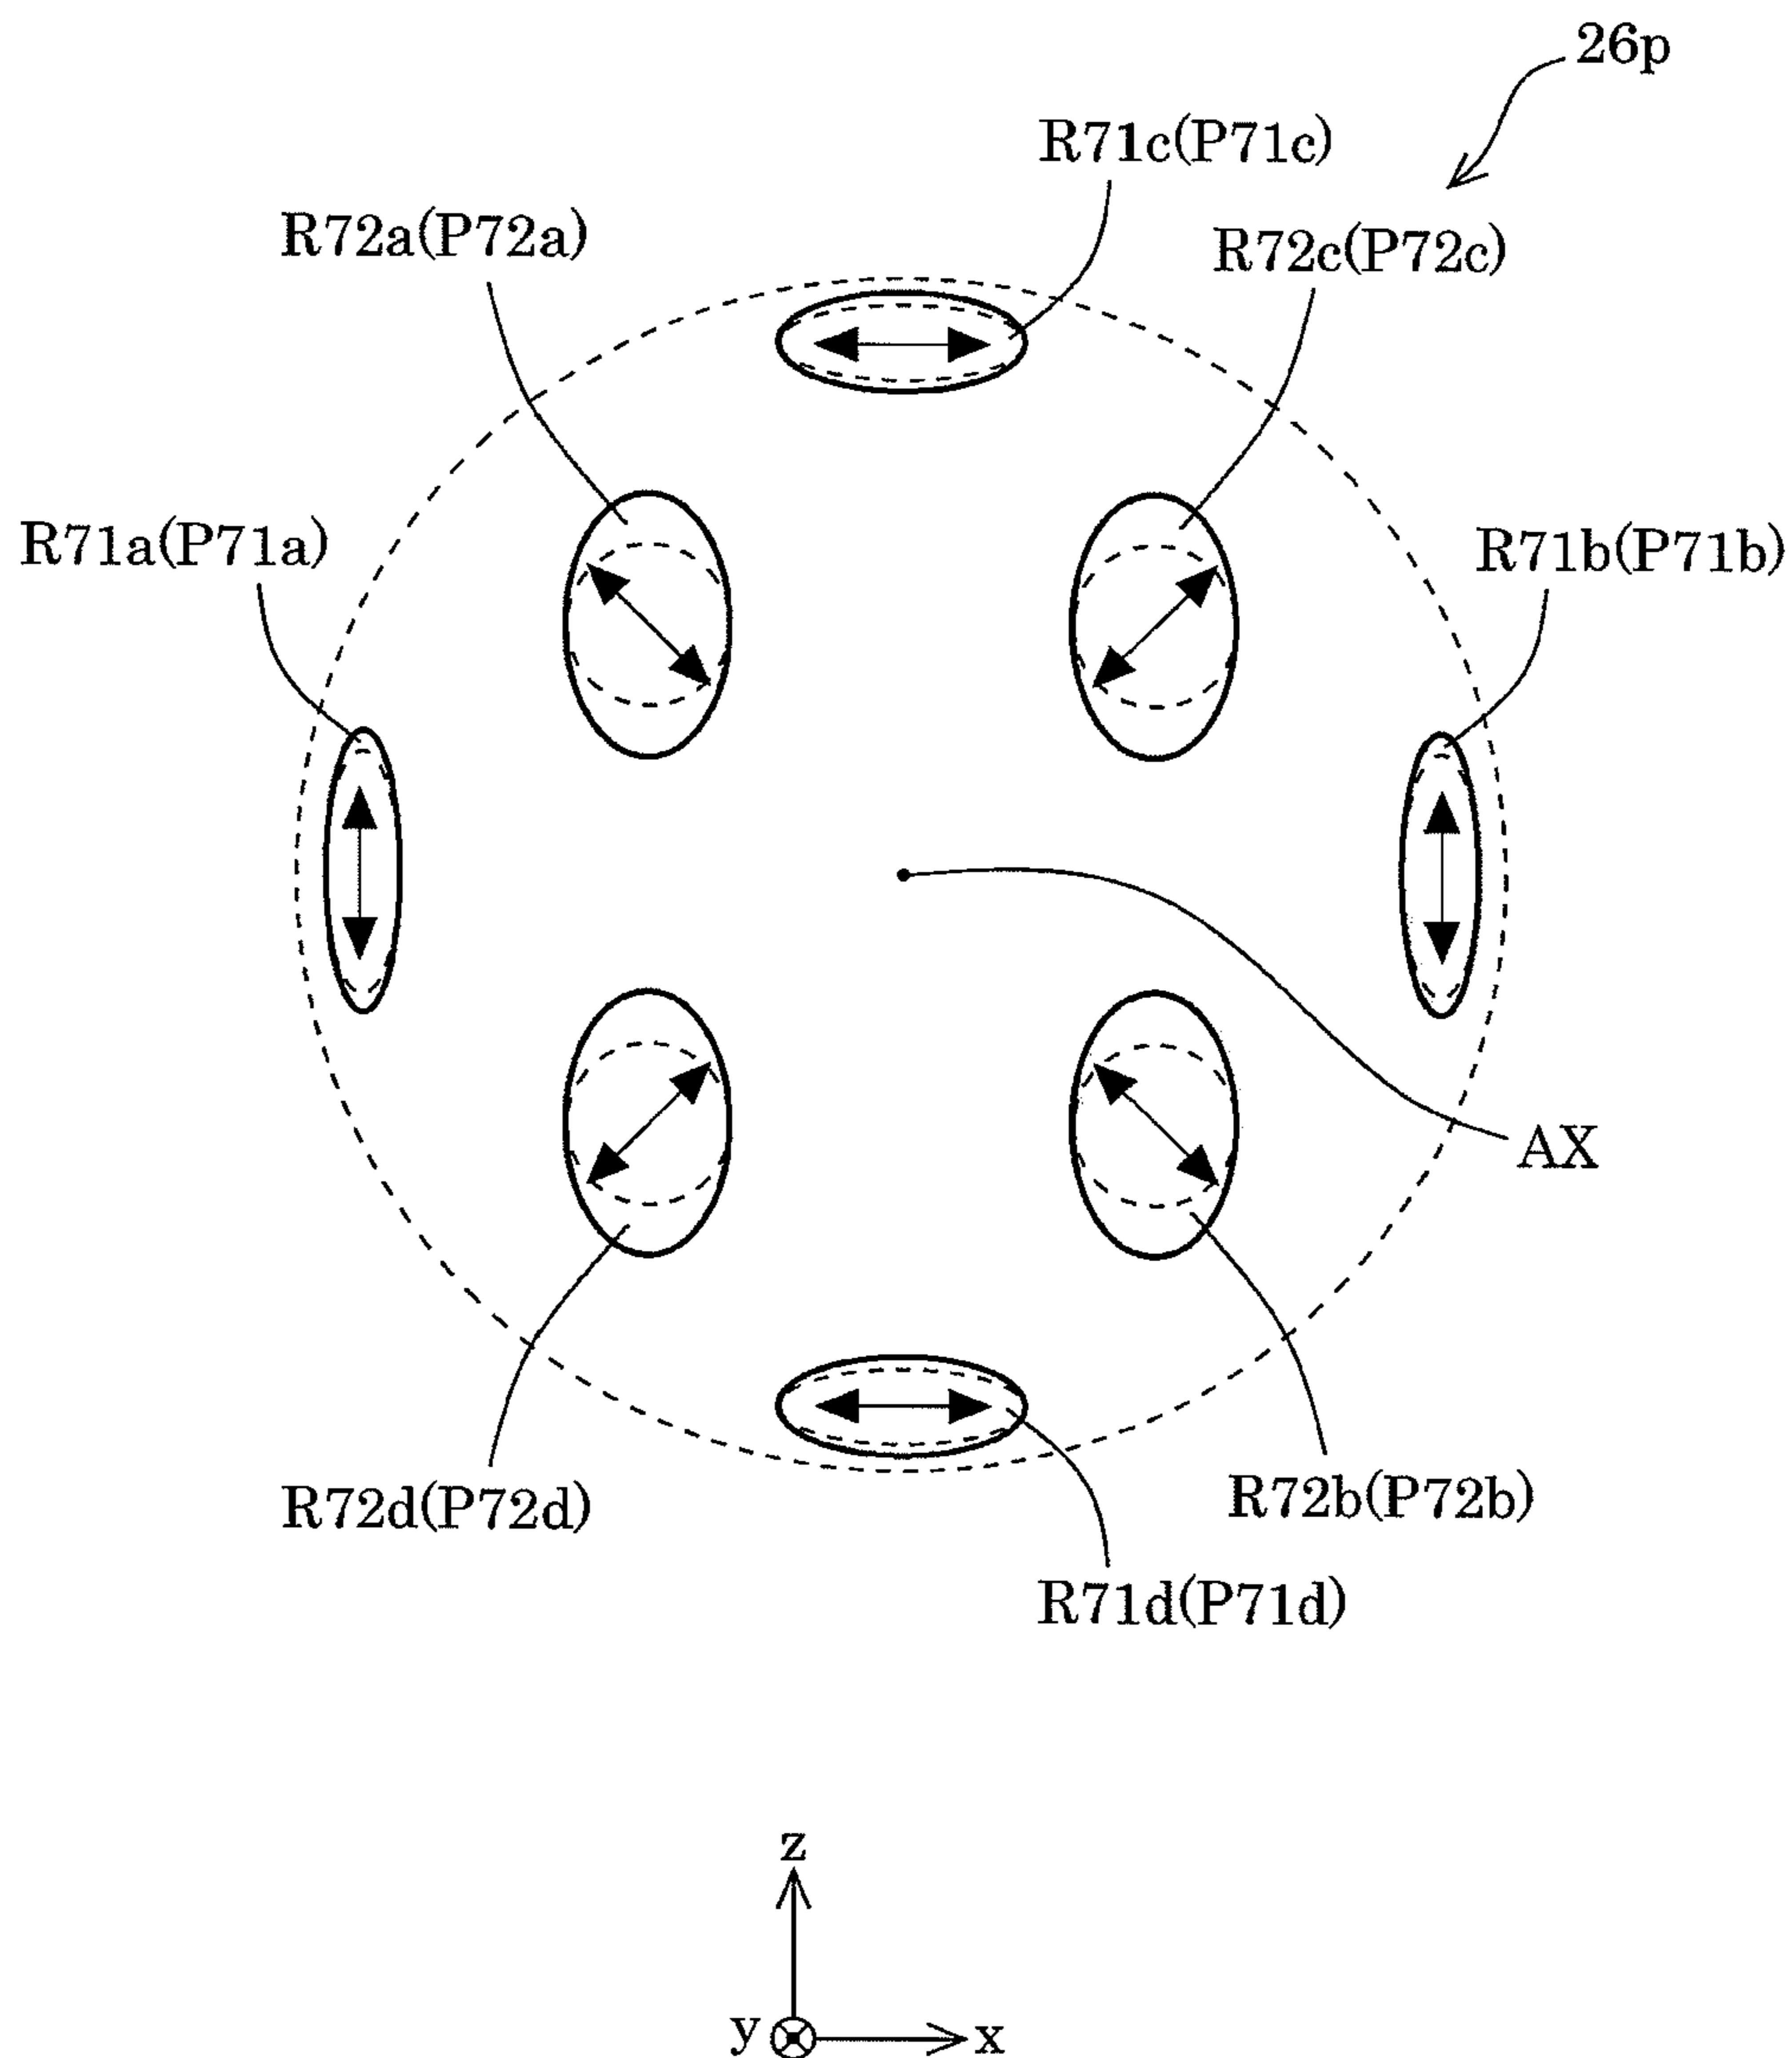 26p
R71c(P71c)
R72a(P72a)
R72c(P72c)
R71a(P71a)
R71b(P71b)
AX
R72d(P72d)
R72b(P72b)
R71d(P71d)
z
y
x